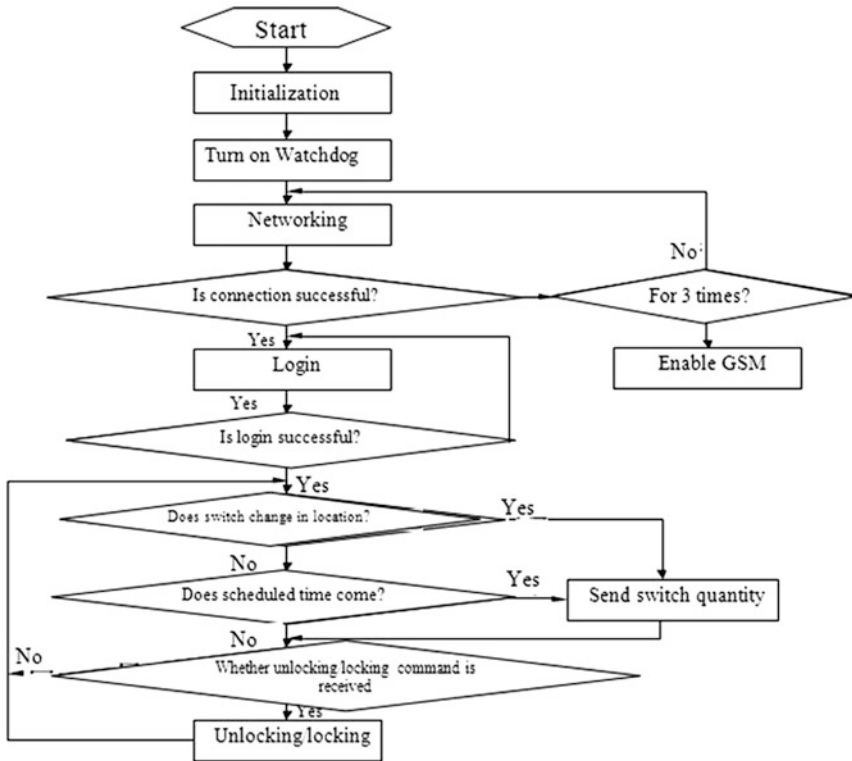 Start
Initialization
Turn on Watchdog
Networking
No
Is connection successful?
For 3 times?
Yes
Enable GSM
Login
Yes
Is login successful?
Yes
Does switch change in location?
Yes
No
Does scheduled time come?
Yes
Send switch quantity
No
No
Whether unlocking locking command is
received
Yes
Unlocking locking